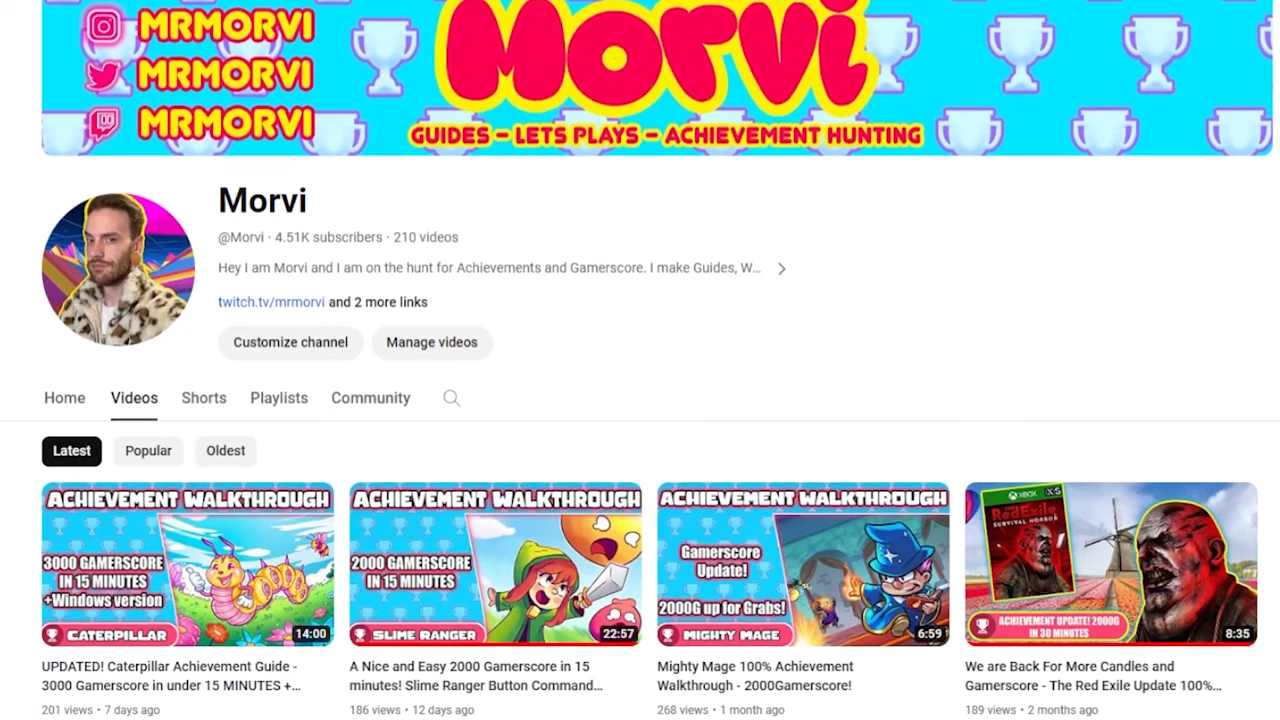 MRMORVI
MRMORVI
MRMORVI
Morvi
GUIDES - LETS PLAYS - ACHIEVEMENT HUNTING
Morvi
@Morvi · 4.51K subscribers · 210 videos
Hey I am Morvi and I am on the hunt for Achievements and Gamerscore. I make Guides, W...
twitch.tv/mrmorvi and 2 more links
Customize channel Manage videos
Home Videos Shorts Playlists Community
Latest Popular Oldest
ACHIEVEMENT WALKTHROUGH
3000 GAMERSCORE
IN 15 MINUTES
+Windows version
CATERPILLAR
14:00
UPDATED! Caterpillar Achievement Guide -
3000 Gamerscore in under 15 MINUTES +...
201 views · 7 days ago
ACHIEVEMENT WALKTHROUGH
2000 GAMERSCORE
IN 15 MINUTES
SLIME RANGER
22:57
A Nice and Easy 2000 Gamerscore in 15
minutes! Slime Ranger Button Command...
186 views · 12 days ago
ACHIEVEMENT WALKTHROUGH
Gamerscore
Update!
2000G up for Grabs!
MIGHTY MAGE
6:59
Mighty Mage 100% Achievement
Walkthrough - 2000Gamerscore!
268 views · 1 month ago
XBOX X|S
RedExile
SURVIVAL HORROR
ACHIEVEMENT UPDATE! 2000G
IN 30 MINUTES
8:35
We are Back For More Candles and
Gamerscore - The Red Exile Update 100%...
189 views · 2 months ago